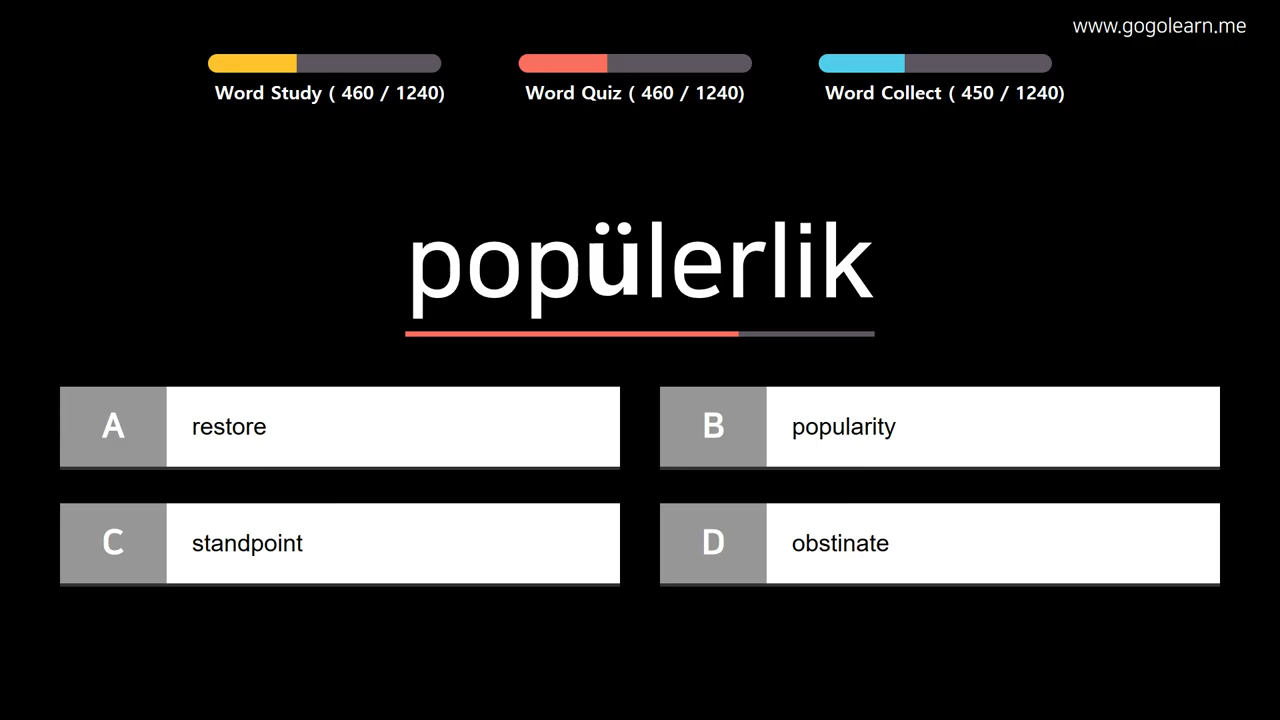 www.gogolearn.me
Word Study ( 460 / 1240)
Word Quiz ( 460 / 1240)
Word Collect ( 450 / 1240)
popülerlik
A restore
B popularity
C standpoint
D obstinate